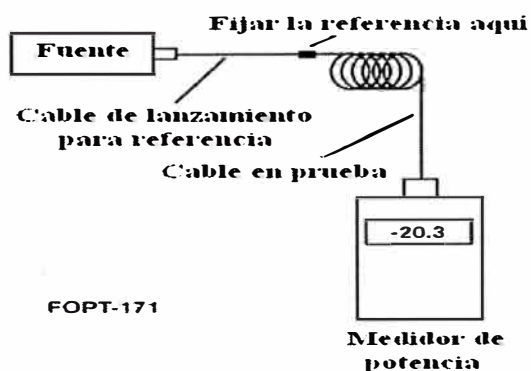 Fijar la referencia aqui
Fuente
Cable de lanzamiento
para referencia
Cable en prueba
-20.3
FOPT-171
Medidor de
potencia